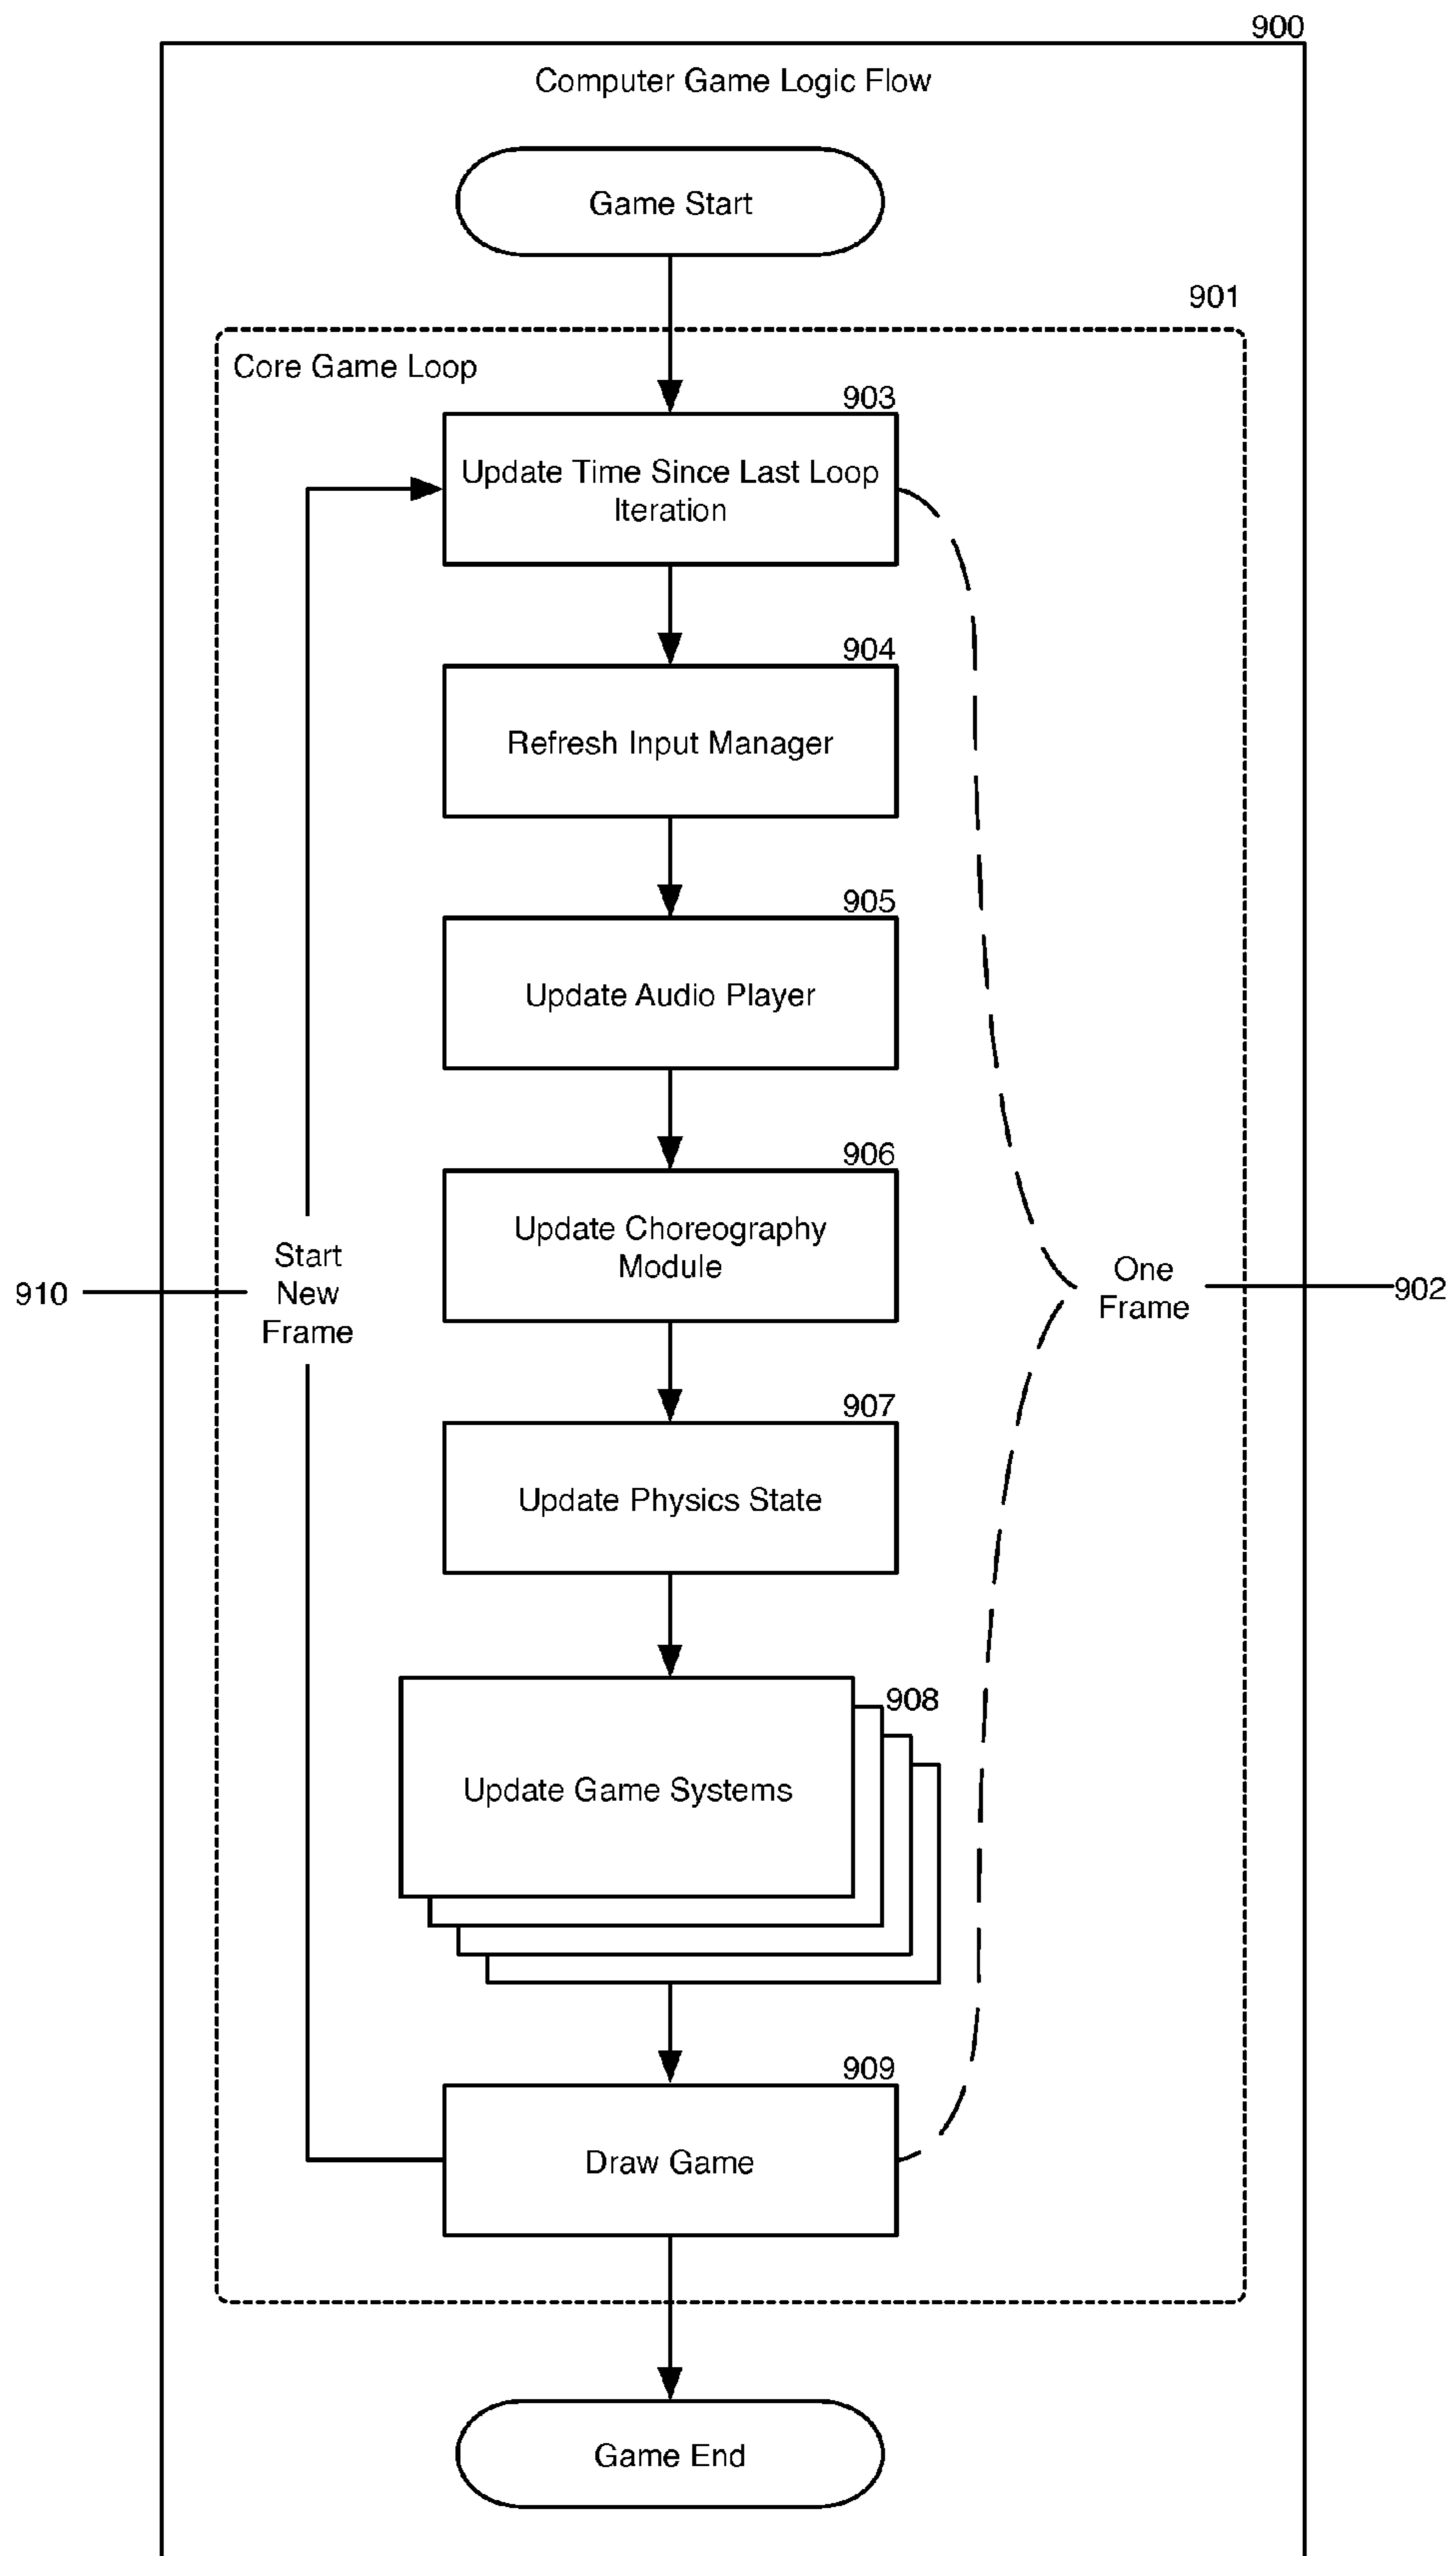 900
Computer Game Logic Flow
Game Start
901
Core Game Loop
903
Update Time Since Last Loop
Iteration
904
Refresh Input Manager
905
Update Audio Player
906
Update Choreography
Module
Start
New
Frame
910
One
Frame
902
907
Update Physics State
908
Update Game Systems
909
Draw Game
Game End